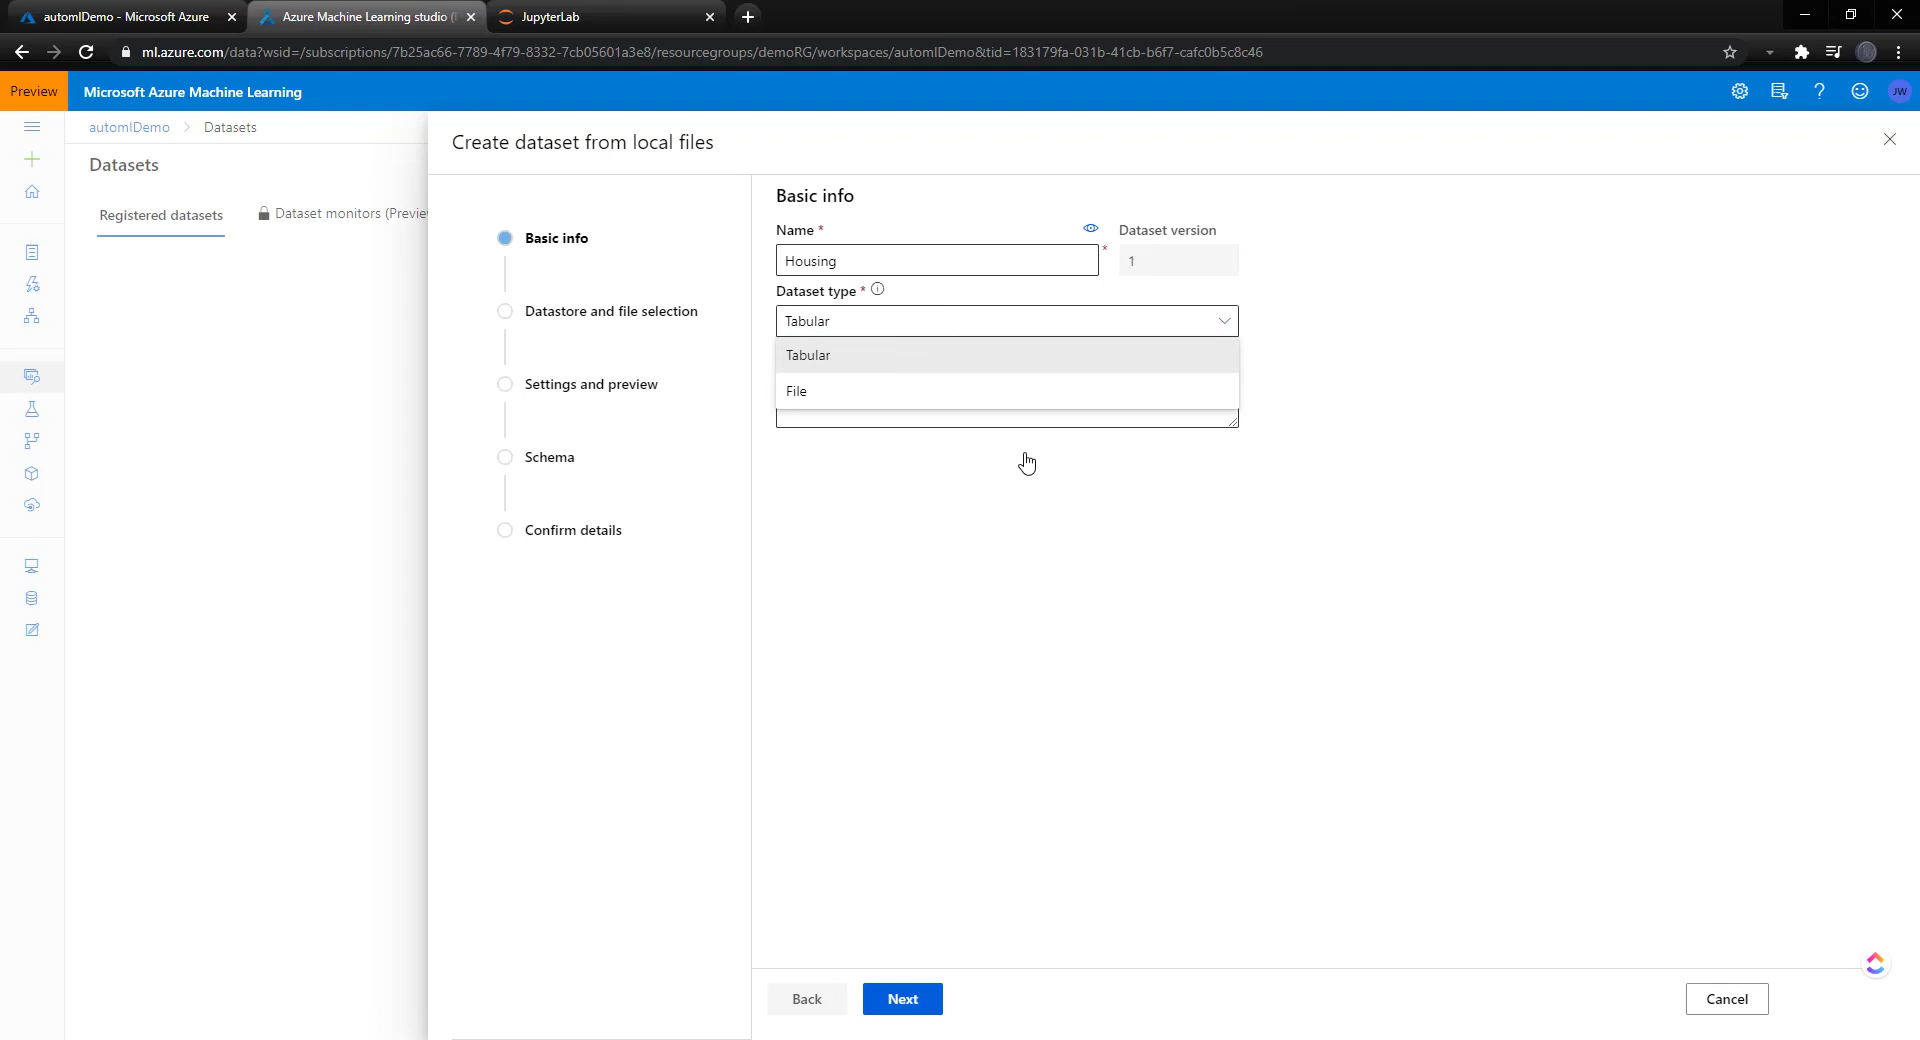 automlDemo - Microsoft Azure
Azure Machine Learning studio (
JupyterLab
ml.azure.com/data?wsid=/subscriptions/7b25ac66-7789-4f79-8332-7cb05601a3e8/resourcegroups/demoRG/workspaces/automlDemo&tid=183179fa-031b-41cb-b6f7-cafc0b5c8c46
Preview
Microsoft Azure Machine Learning
JW
automlDemo > Datasets
Datasets
Registered datasets
Dataset monitors (Previe
Create dataset from local files
Basic info
Datastore and file selection
Settings and preview
Schema
Confirm details
Basic info
Name *
Dataset version
Housing
*
1
Dataset type *
Tabular
Tabular
File
Back
Next
Cancel